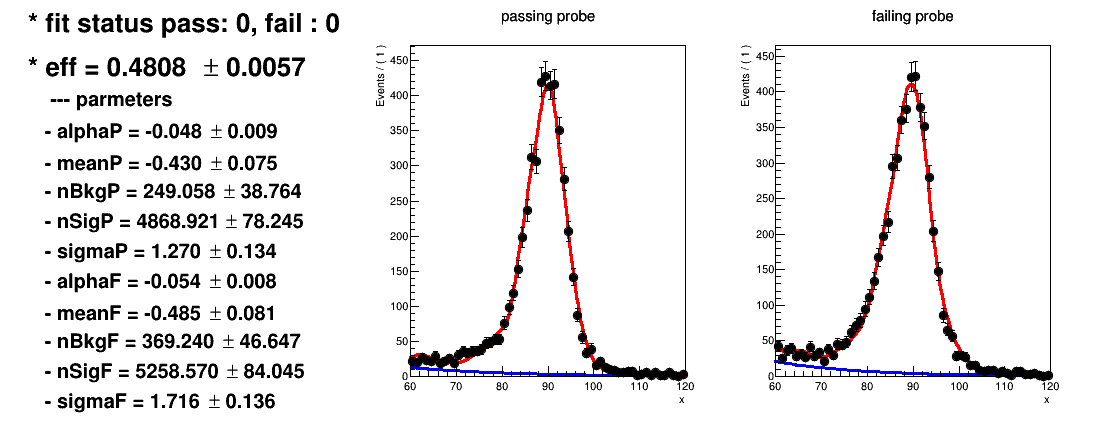 * fit status pass: 0, fail : 0
* eff = 0.4808 ± 0.0057
--- parmeters
- alphaP = -0.048 ± 0.009
- meanP = -0.430 ± 0.075
- nBkgP = 249.058 ± 38.764
- nSigP = 4868.921 ± 78.245
- sigmaP = 1.270 ± 0.134
- alphaF = -0.054 ± 0.008
- meanF = -0.485 ± 0.081
- nBkgF = 369.240 ± 46.647
- nSigF = 5258.570 ± 84.045
- sigmaF = 1.716 ± 0.136
passing probe
Events / ( 1 )
450
400
350
300
250
200
150
100
50
0
60 70 80 90 100 110 120
x
failing probe
Events / ( 1 )
450
400
350
300
250
200
150
100
50
0
60 70 80 90 100 110 120
x